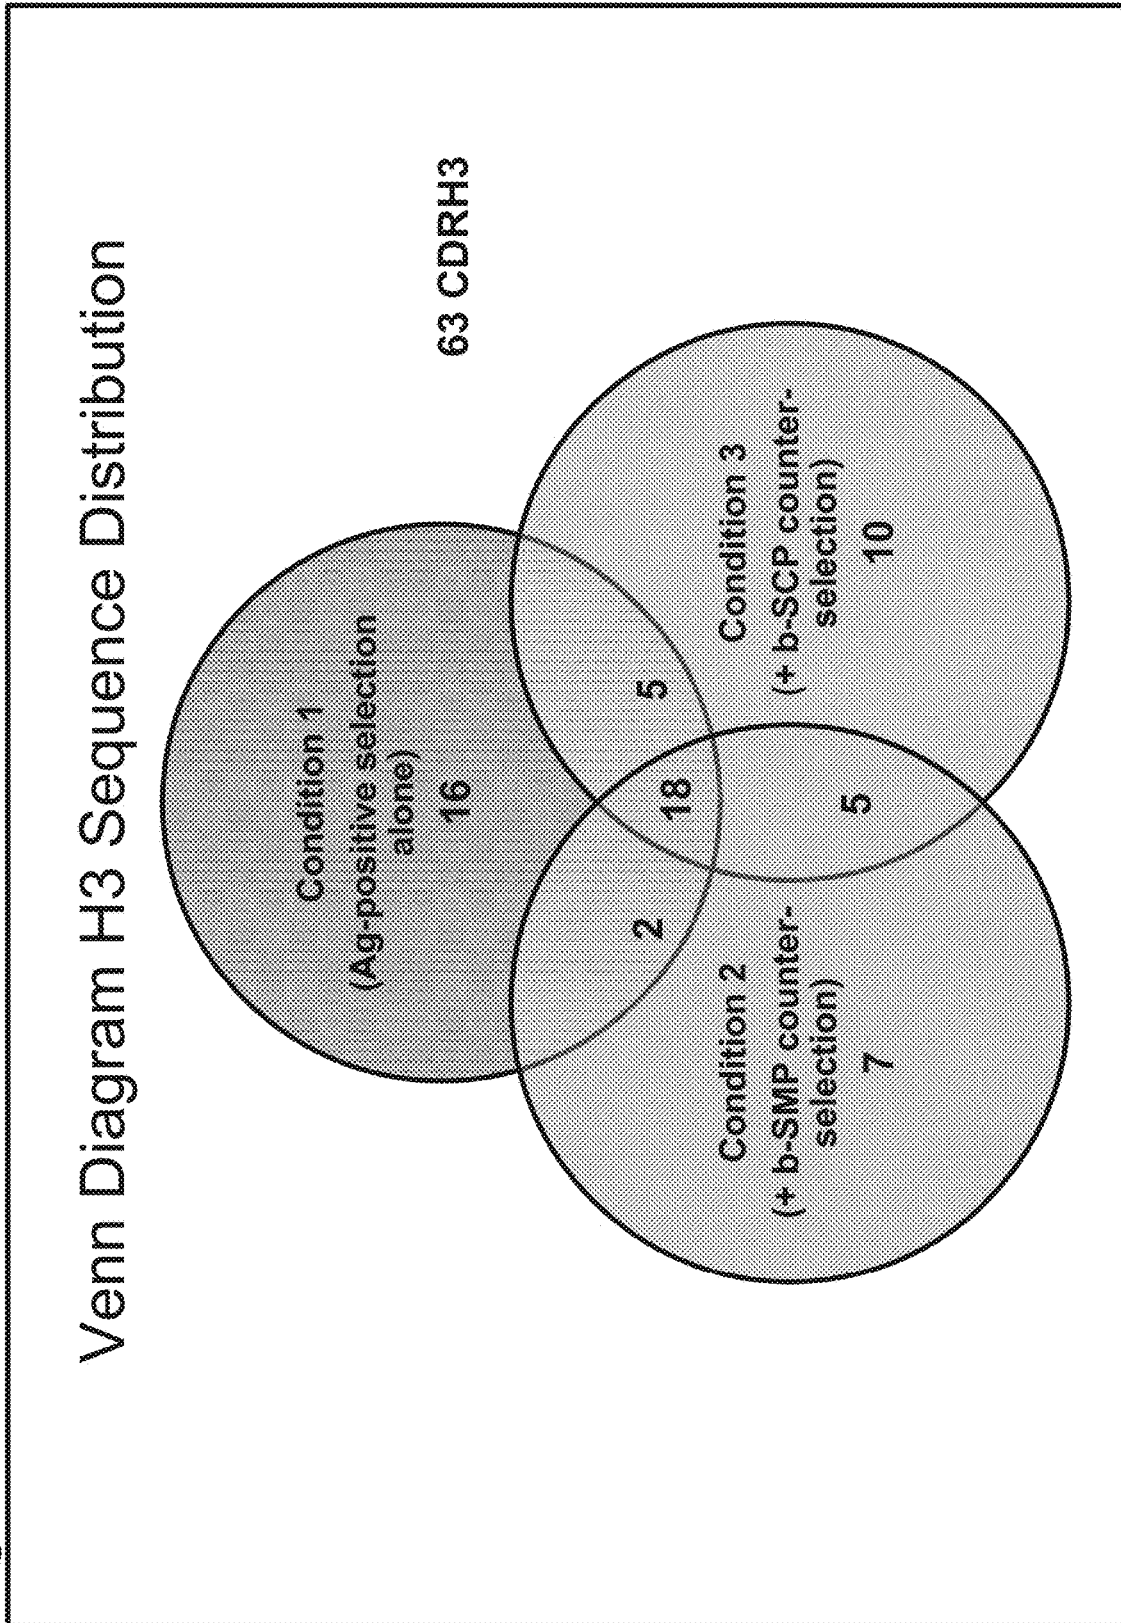 Venn Diagram H3 Sequence Distribution
63 CDRH3
Condition 1
(Ag-positive selection
alone)
16
2
18
5
Condition 2
(+ b-SMP counter-
selection)
7
5
Condition 3
(+ b-SCP counter-
selection)
10